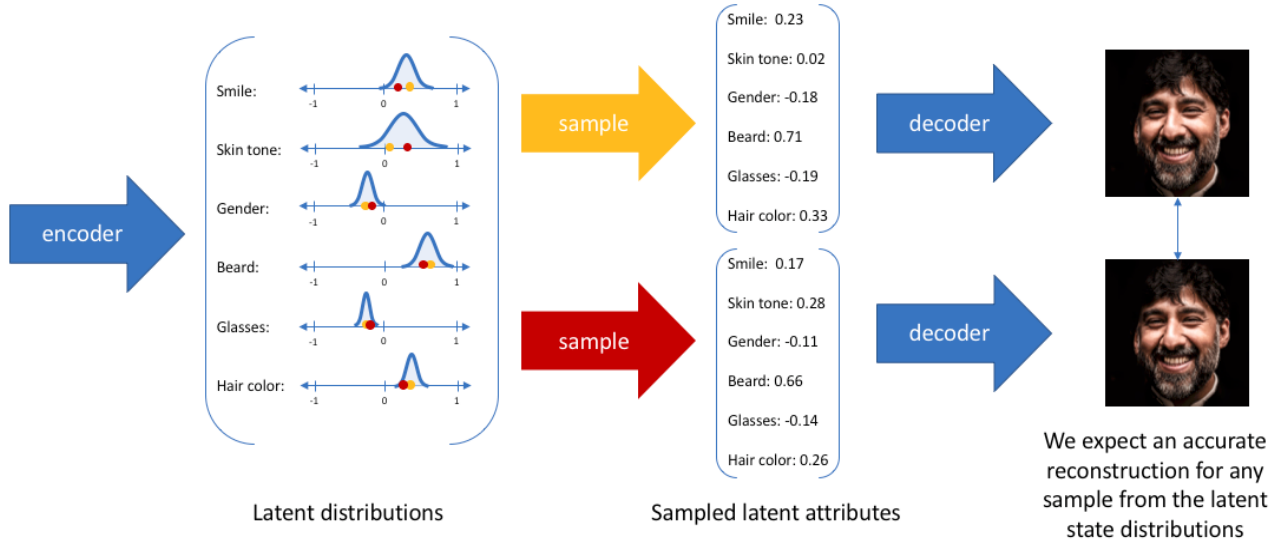 encoder
Smile:
-1 0 1
Skin tone:
-1 0 1
Gender:
-1 0 1
Beard:
-1 0 1
Glasses:
-1 0 1
Hair color:
-1 0 1
Latent distributions
sample
sample
Smile: 0.23
Skin tone: 0.02
Gender: -0.18
Beard: 0.71
Glasses: -0.19
Hair color: 0.33
Smile: 0.17
Skin tone: 0.28
Gender: -0.11
Beard: 0.66
Glasses: -0.14
Hair color: 0.26
Sampled latent attributes
decoder
decoder
We expect an accurate
reconstruction for any
sample from the latent
state distributions